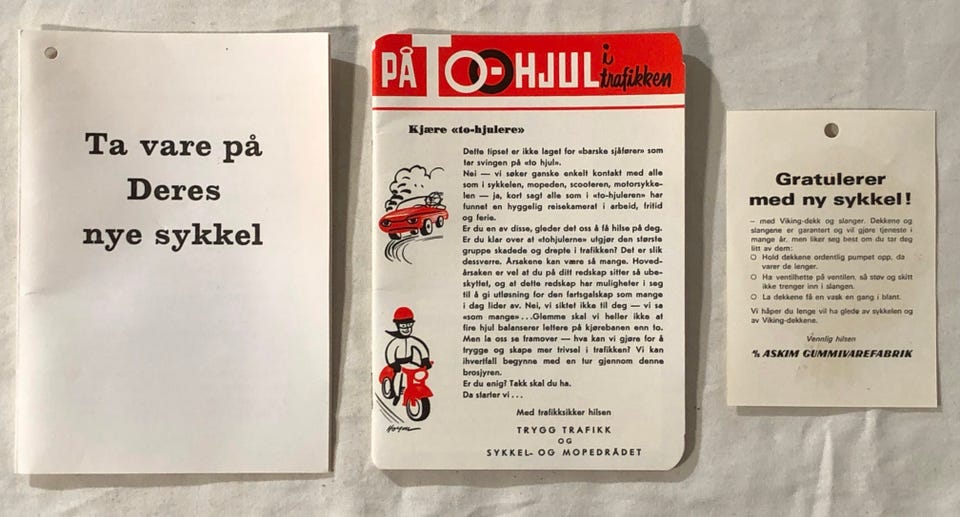 Ta vare på
Deres
nye sykkel
PÅ TO-HJUL i trafikken
Kjære «to-hjulere»
Dette tipset er ikke laget for «barske sjåfører» som
tar svingen på «to hjul».
Nei — vi søker ganske enkelt kontakt med alle
som i sykkelen, mopeden, scooteren, motorsykke-
len — ja, kort sagt alle som i «to-hjuleren» har
funnet en hyggelig reisekamerat i arbeid, fritid
og ferie.
Er du en av disse, gleder det oss å få hilse på deg.
Er du klar over at «tohjulerne» utgjør den største
gruppe skadede og drepte i trafikken? Det er slik
dessverre. Årsakene kan være så mange. Hoved-
årsaken er vel at du på ditt redskap sitter så ube-
skyttet, og at dette redskap har muligheter i seg
til å gi utløsning for den fartsgalskap som mange
i dag lider av. Nei, vi siktet ikke til deg — vi sa
«som mange» ... Glemme skal vi heller ikke at
fire hjul balanserer lettere på kjørebanen enn to.
Men la oss se framover — hva kan vi gjøre for å
trygge og skape mer trivsel i trafikken? Vi kan
ihvertfall begynne med en tur gjennom denne
brosjyren.
Er du enig? Takk skal du ha.
Da starter vi ...
Med trafikksikker hilsen
TRYGG TRAFIKK
OG
SYKKEL- OG MOPEDRÅDET
Gratulerer
med ny sykkel!
– med Viking-dekk og slanger. Dekkene og
slangene er garantert og vil gjøre tjeneste i
mange år, men liker seg best om du tar deg
litt av dem:
O Hold dekkene ordentlig pumpet opp, da
varer de lenger.
O Ha ventilhette på ventilen, så støv og skitt
ikke trenger inn i slangen.
O La dekkene få en vask en gang i blant.
Vi håper du lenge vil ha glede av sykkelen og
av Viking-dekkene.
Vennlig hilsen
A/S ASKIM GUMMIVAREFABRIK